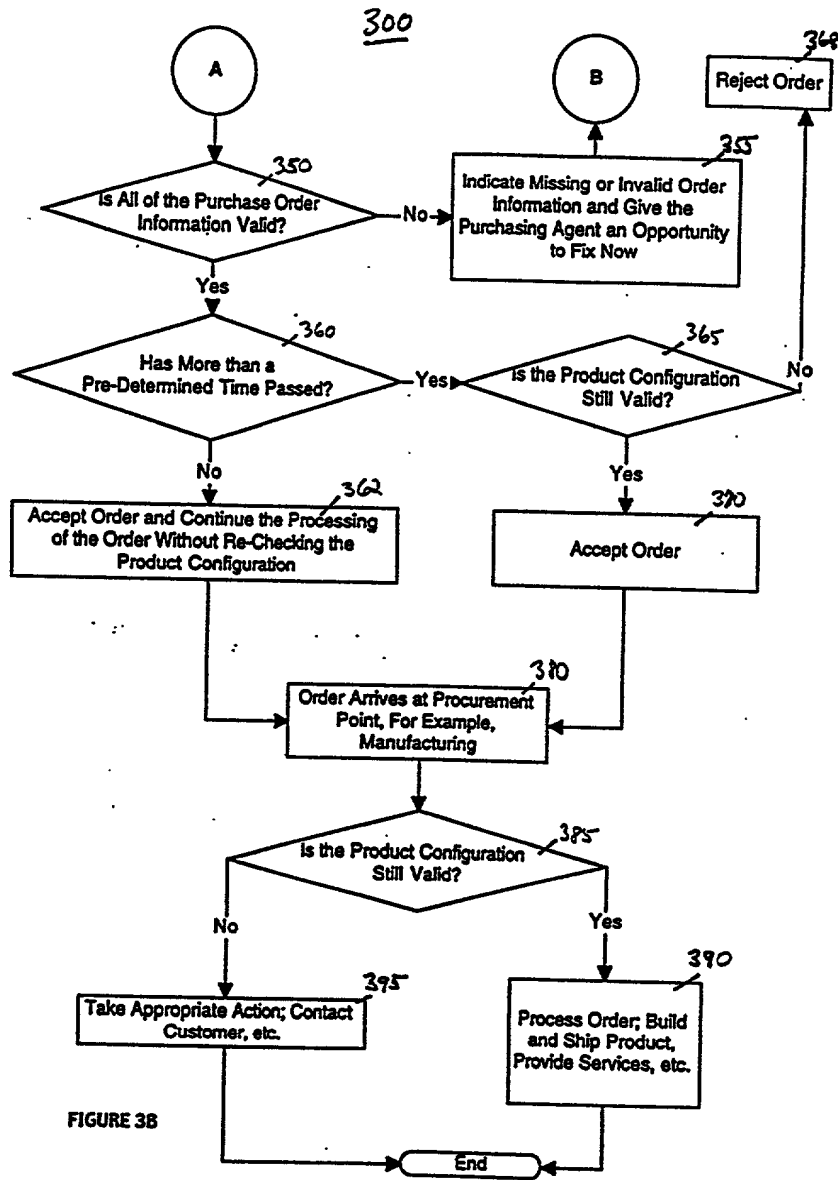 300
A
B
368
Reject Order
350
Is All of the Purchase Order
Information Valid?
No
355
Indicate Missing or Invalid Order
Information and Give the
Purchasing Agent an Opportunity
to Fix Now
Yes
360
Has More than a
Pre-Determined Time Passed?
Yes
365
Is the Product Configuration
Still Valid?
No
No
Yes
362
Accept Order and Continue the Processing
of the Order Without Re-Checking the
Product Configuration
370
Accept Order
380
Order Arrives at Procurement
Point, For Example,
Manufacturing
385
Is the Product Configuration
Still Valid?
No
Yes
395
Take Appropriate Action; Contact
Customer, etc.
390
Process Order; Build
and Ship Product,
Provide Services, etc.
FIGURE 3B
End